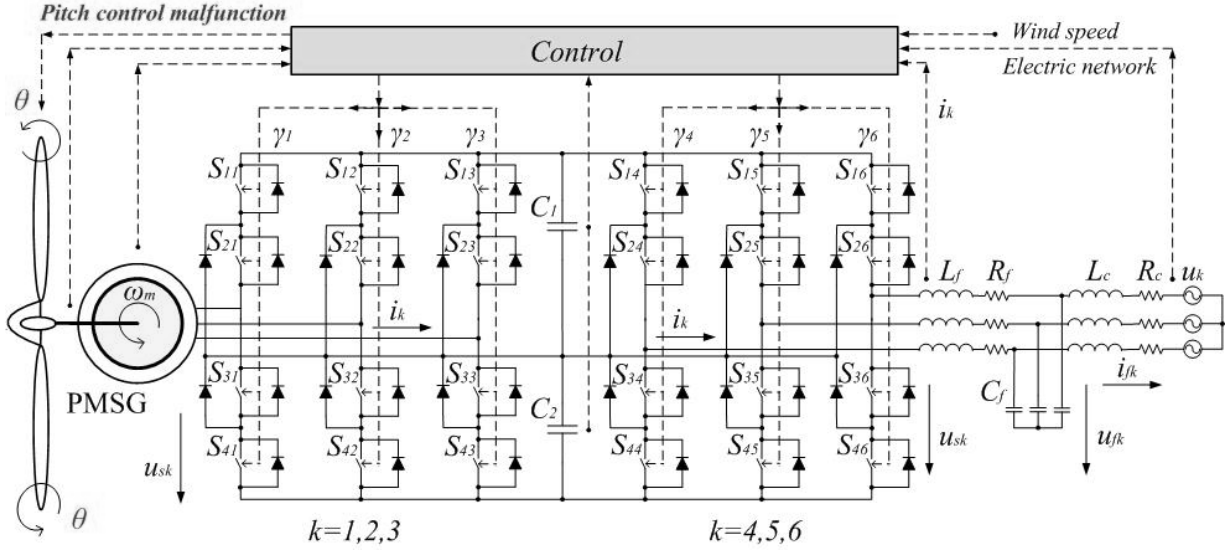 Pitch control malfunction
Control
Wind speed
Electric network
θ
γ1
γ2
γ3
γ4
γ5
γ6
ik
S11
S12
S13
S14
S15
S16
C1
S21
S22
S23
S24
S25
S26
Lf
Rf
Lc
Rc
uk
ωm
ik
ik
PMSG
S31
S32
S33
S34
S35
S36
C2
Cf
ifk
S41
S42
S43
S44
S45
S46
usk
usk
ufk
θ
k=1,2,3
k=4,5,6